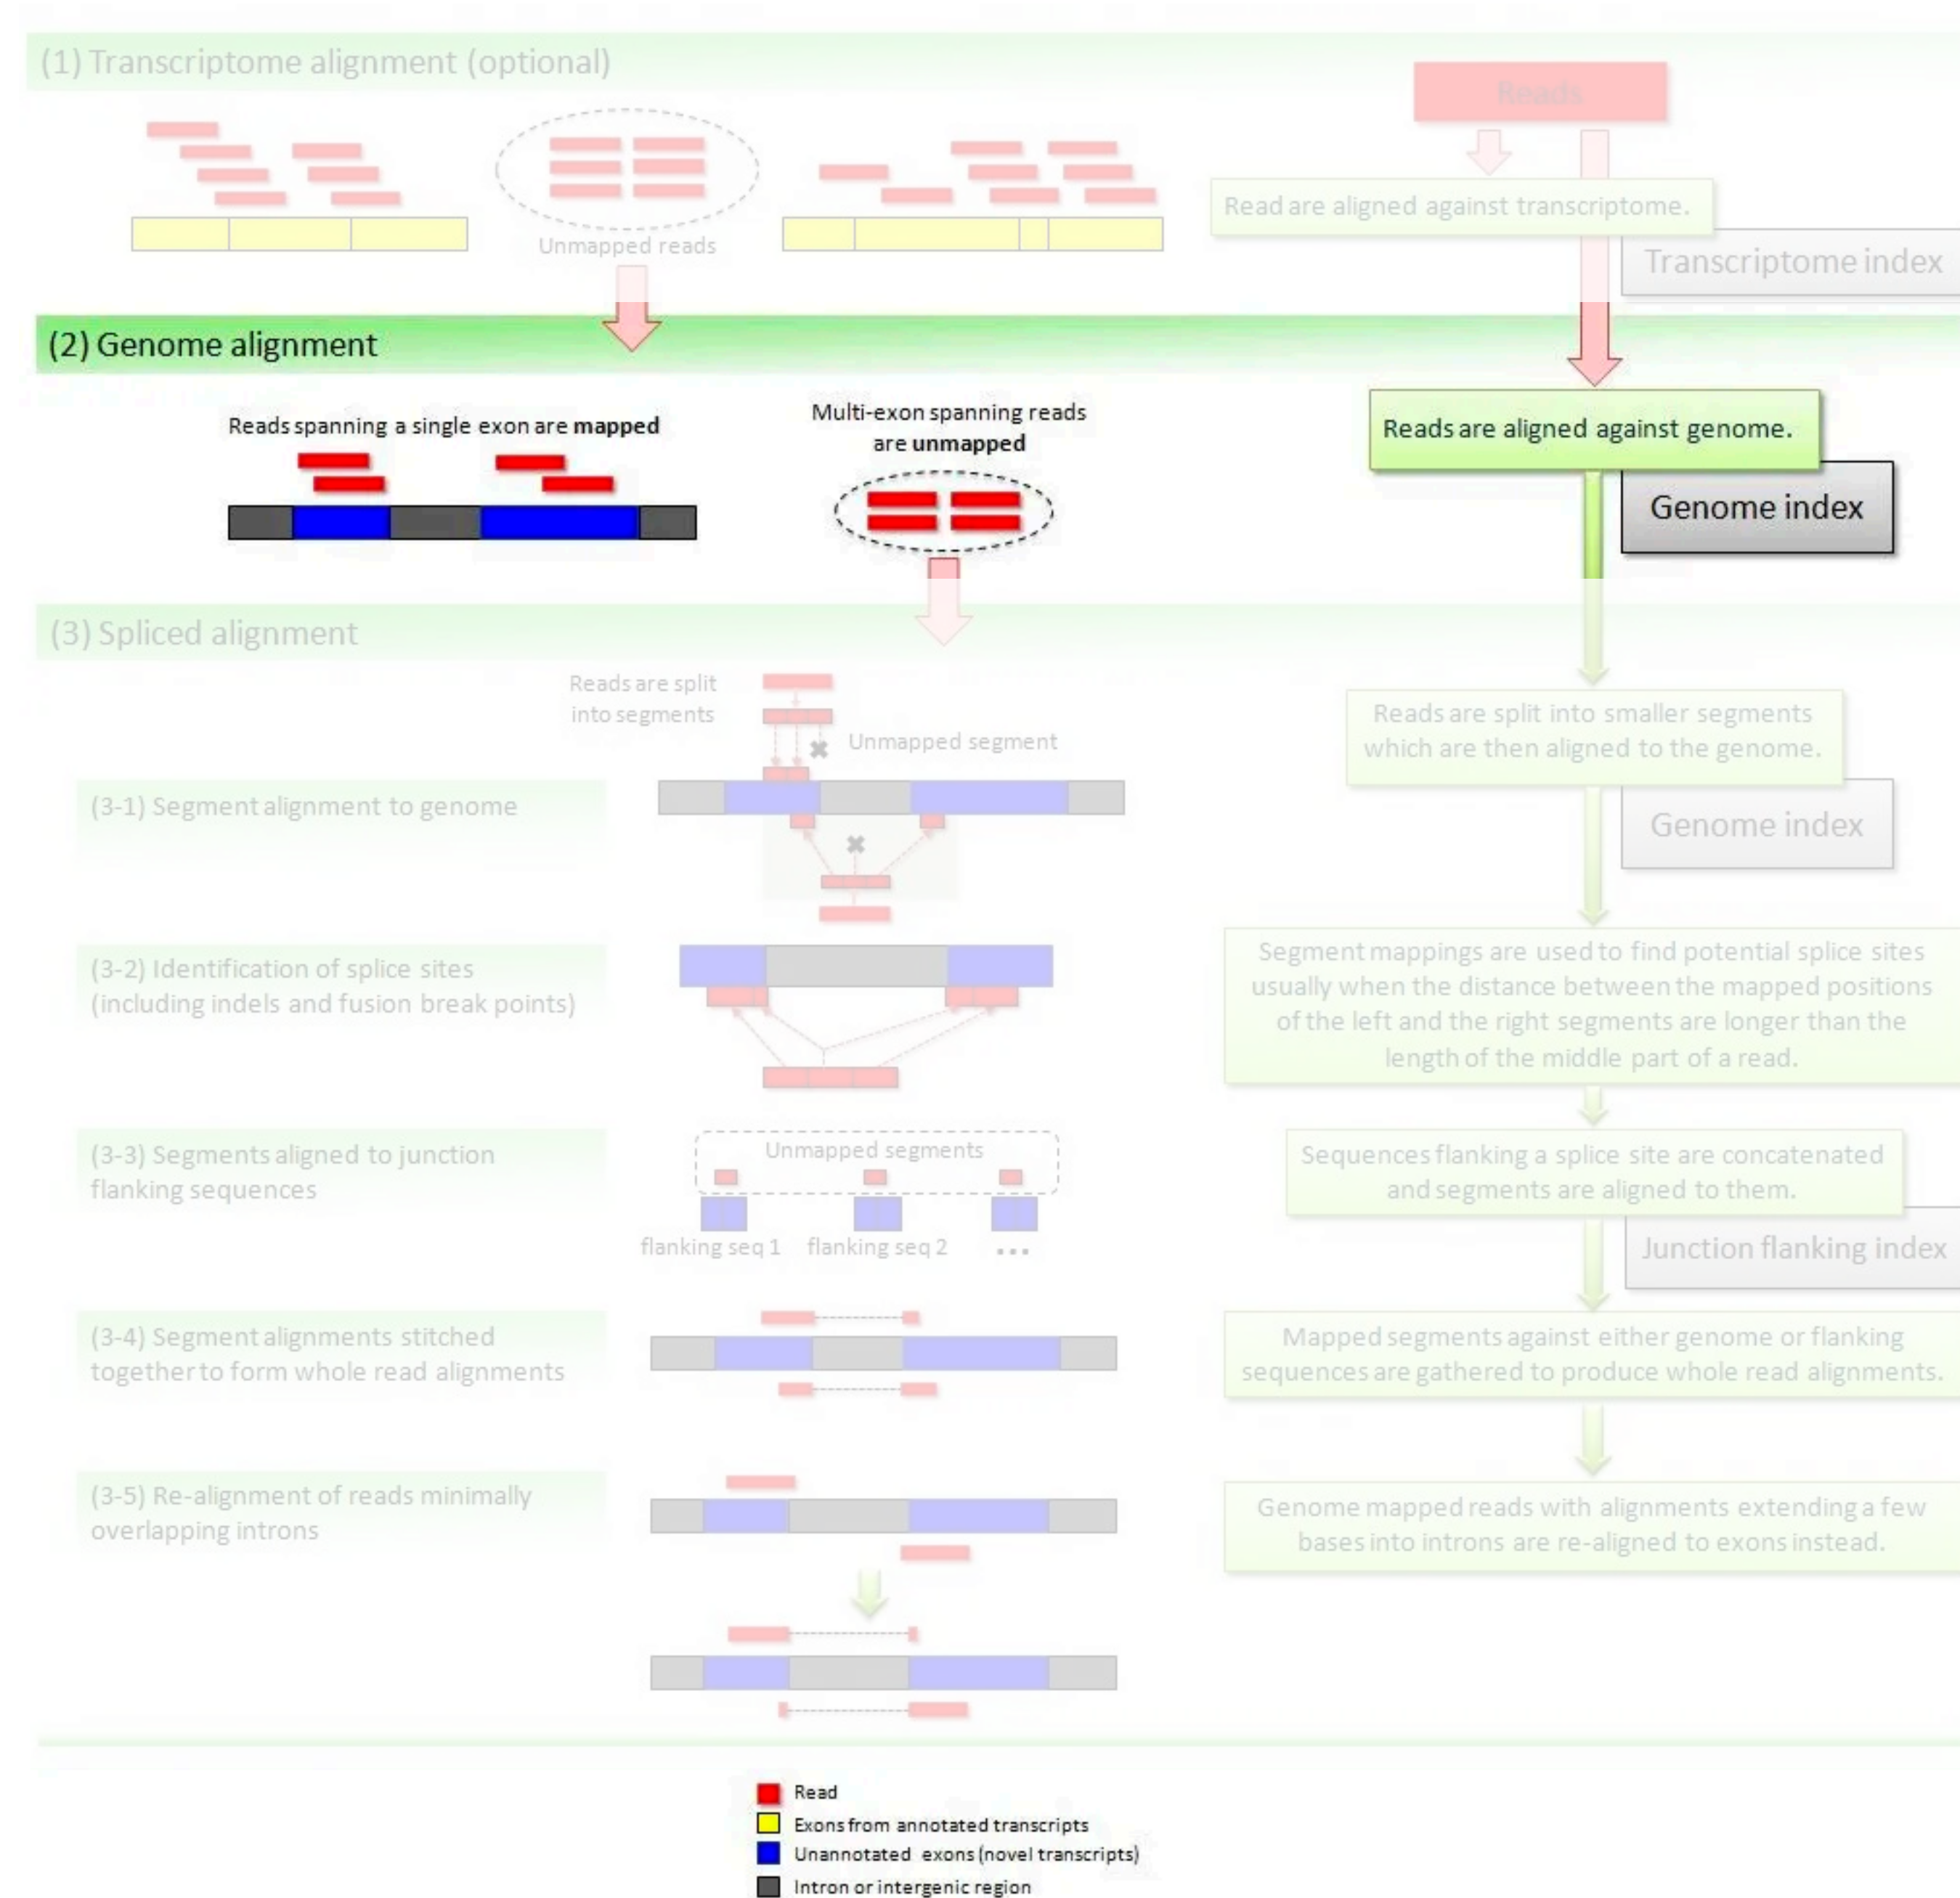 (1) Transcriptome alignment (optional)
Reads
Unmapped reads
Read are aligned against transcriptome.
Transcriptome index
(2) Genome alignment
Reads spanning a single exon are mapped
Multi-exon spanning reads
are unmapped
Reads are aligned against genome.
Genome index
(3) Spliced alignment
Reads are split
into segments
Unmapped segment
Reads are split into smaller segments
which are then aligned to the genome.
(3-1) Segment alignment to genome
Genome index
(3-2) Identification of splice sites
(including indels and fusion break points)
Segment mappings are used to find potential splice sites
usually when the distance between the mapped positions
of the left and the right segments are longer than the
length of the middle part of a read.
(3-3) Segments aligned to junction
flanking sequences
Unmapped segments
flanking seq 1
flanking seq 2
...
Sequences flanking a splice site are concatenated
and segments are aligned to them.
Junction flanking index
(3-4) Segment alignments stitched
together to form whole read alignments
Mapped segments against either genome or flanking
sequences are gathered to produce whole read alignments.
(3-5) Re-alignment of reads minimally
overlapping introns
Genome mapped reads with alignments extending a few
bases into introns are re-aligned to exons instead.
Read
Exons from annotated transcripts
Unannotated exons (novel transcripts)
Intron or intergenic region